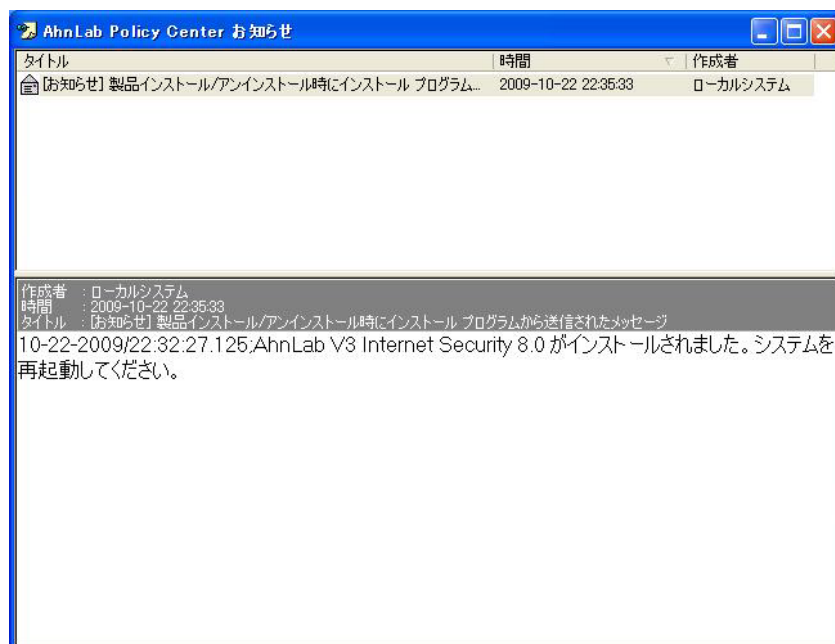 AhnLab Policy Center お知らせ
タイトル 時間 作成者
[お知らせ] 製品インストール/アンインストール時にインストール プログラム... 2009-10-22 22:35:33 ローカルシステム
作成者 : ローカルシステム
時間 : 2009-10-22 22:35:33
タイトル : [お知らせ] 製品インストール/アンインストール時にインストール プログラムから送信されたメッセージ
10-22-2009/22:32:27.125;AhnLab V3 Internet Security 8.0 がインストールされました。システムを
再起動してください。